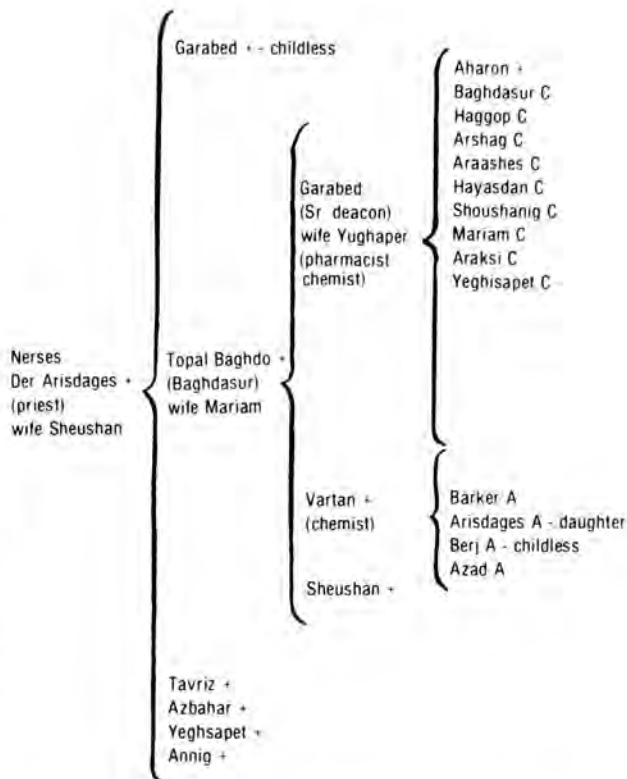 Nerses
Der Arisdages +
(priest)
wife Sheushan
Garabed + - childless
Topal Baghdo +
(Baghdasur)
wife Mariam
Tavriz +
Azbahar +
Yeghsapet +
Annig +
Garabed
(Sr deacon)
wife Yughaper
(pharmacist
chemist)
Vartan +
(chemist)
Sheushan +
Aharon +
Baghdasur C
Haggop C
Arshag C
Araashes C
Hayasdan C
Shoushanig C
Mariam C
Araksi C
Yeghisapet C
Barker A
Arisdages A - daughter
Berj A - childless
Azad A